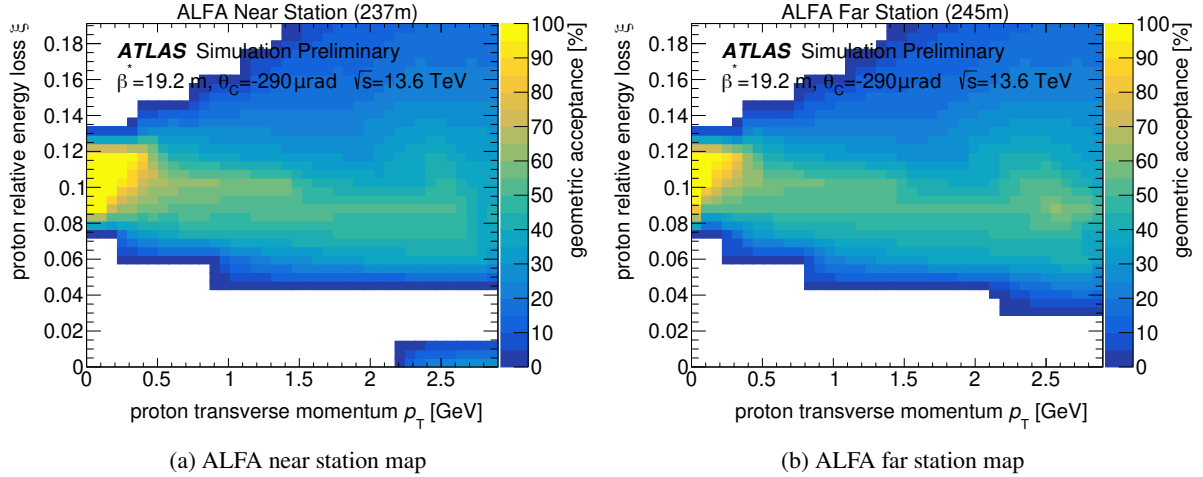 ALFA Near Station (237m)
ATLAS Simulation Preliminary
β*=19.2 m, θC=-290 μrad √s=13.6 TeV
proton relative energy loss ξ
0.18
0.16
0.14
0.12
0.1
0.08
0.06
0.04
0.02
0
0 0.5 1 1.5 2 2.5
proton transverse momentum pT [GeV]
100
90
80
70
60
50
40
30
20
10
0
geometric acceptance [%]
(a) ALFA near station map
ALFA Far Station (245m)
ATLAS Simulation Preliminary
β*=19.2 m, θC=-290 μrad √s=13.6 TeV
proton relative energy loss ξ
0.18
0.16
0.14
0.12
0.1
0.08
0.06
0.04
0.02
0
0 0.5 1 1.5 2 2.5
proton transverse momentum pT [GeV]
100
90
80
70
60
50
40
30
20
10
0
geometric acceptance [%]
(b) ALFA far station map